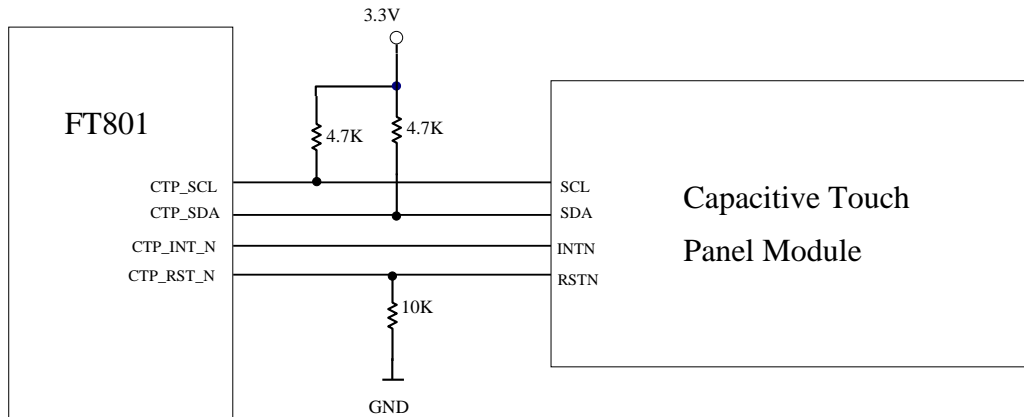 3.3V
FT801
4.7K
4.7K
CTP_SCL
SCL
CTP_SDA
SDA
CTP_INT_N
INTN
CTP_RST_N
RSTN
Capacitive Touch
Panel Module
10K
GND